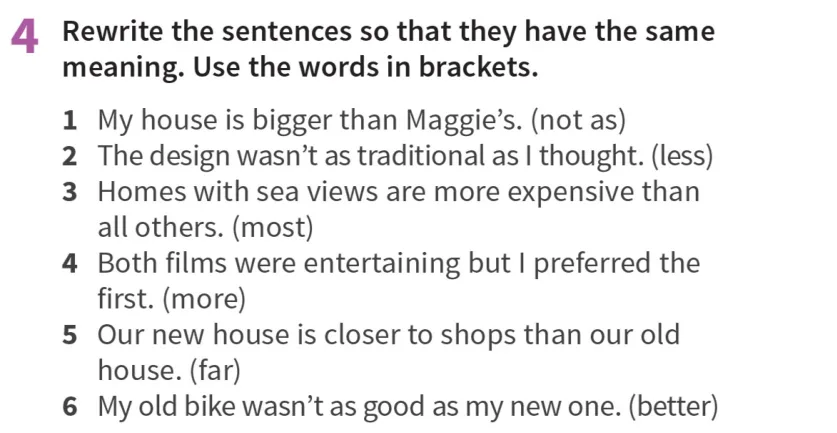 4 Rewrite the sentences so that they have the same
meaning. Use the words in brackets.
1 My house is bigger than Maggie’s. (not as)
2 The design wasn’t as traditional as I thought. (less)
3 Homes with sea views are more expensive than
all others. (most)
4 Both films were entertaining but I preferred the
first. (more)
5 Our new house is closer to shops than our old
house. (far)
6 My old bike wasn’t as good as my new one. (better)